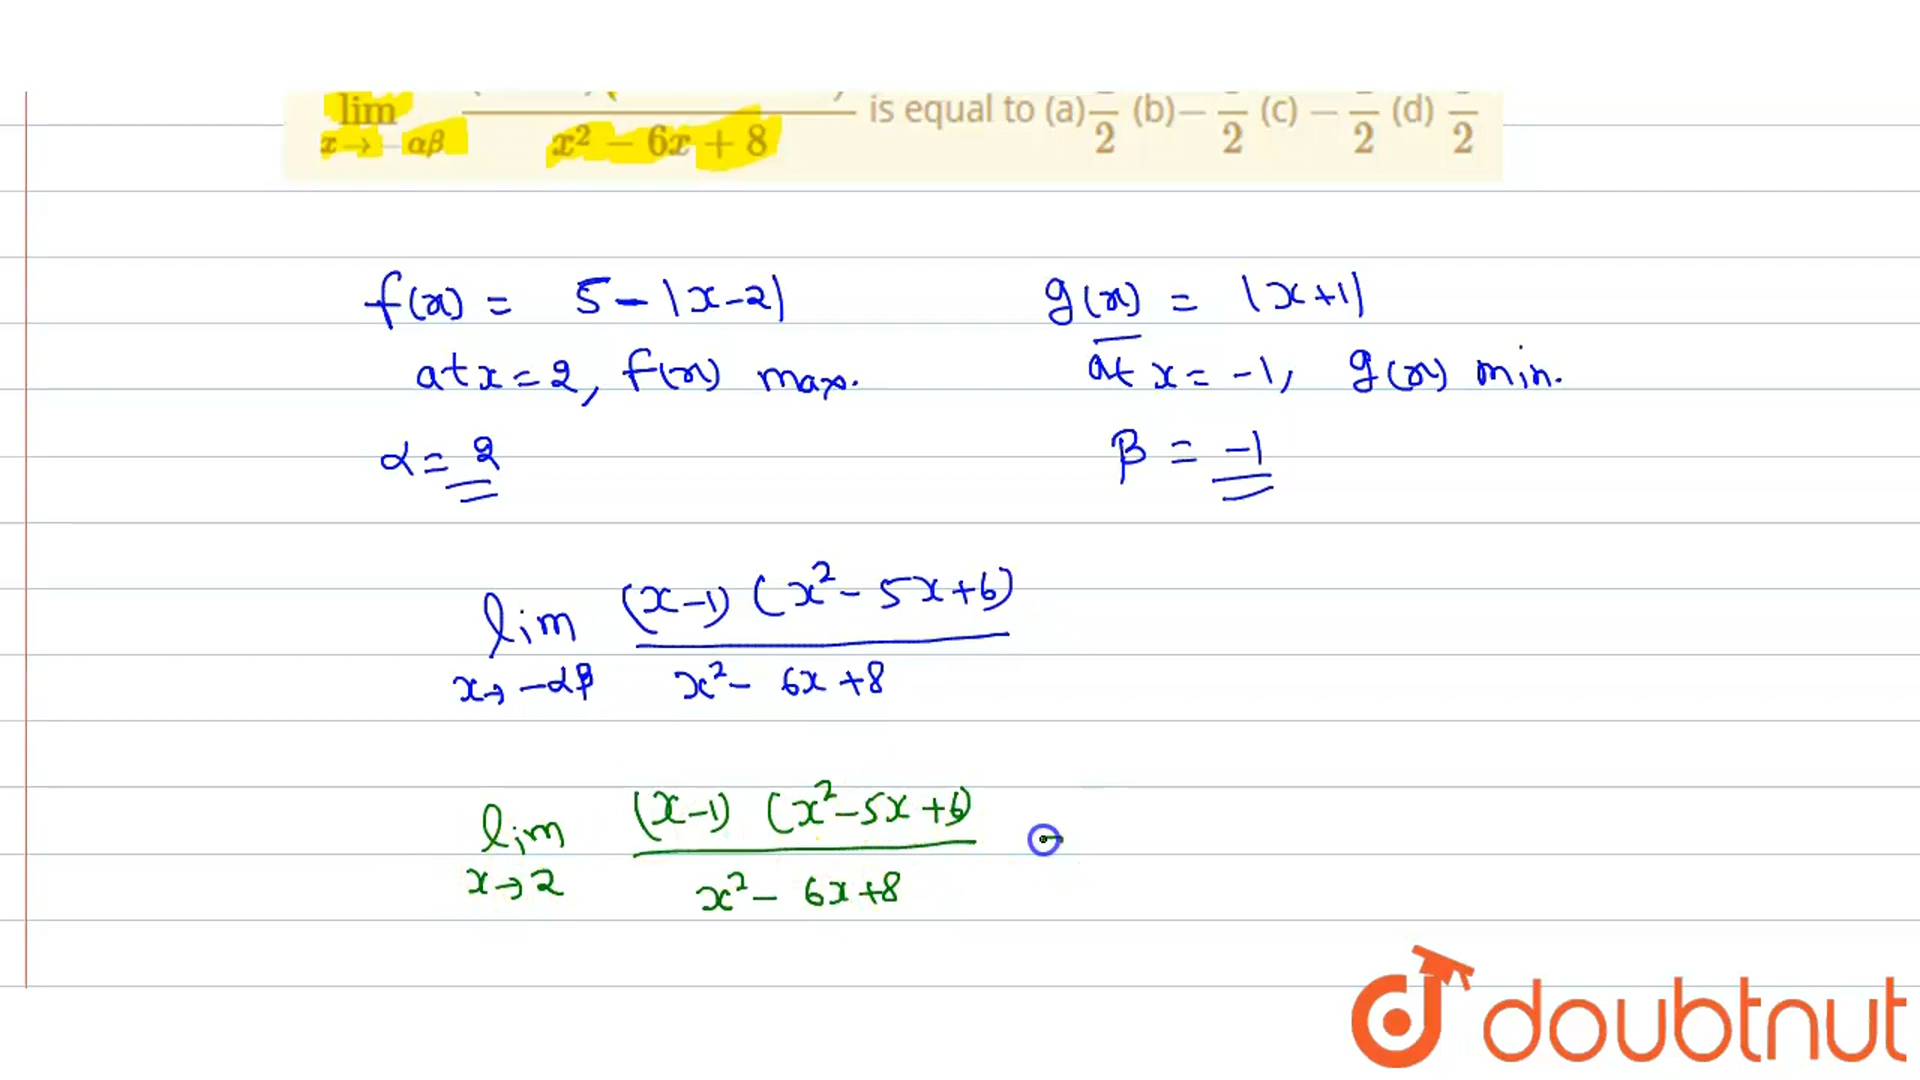 lim is equal to (a) 2 (b)− 2 (c) − 2 (d) 2
x → −αβ x² − 6x + 8
f(x) = 5 − |x−2| g(x) = |x+1|
at x = 2, f(x) max. at x = −1, g(x) min.
α = 2 β = −1
lim (x−1) (x² − 5x + 6)
x → −αβ x² − 6x + 8
lim (x−1) (x² − 5x + 6)
x → 2 x² − 6x + 8
doubtnut